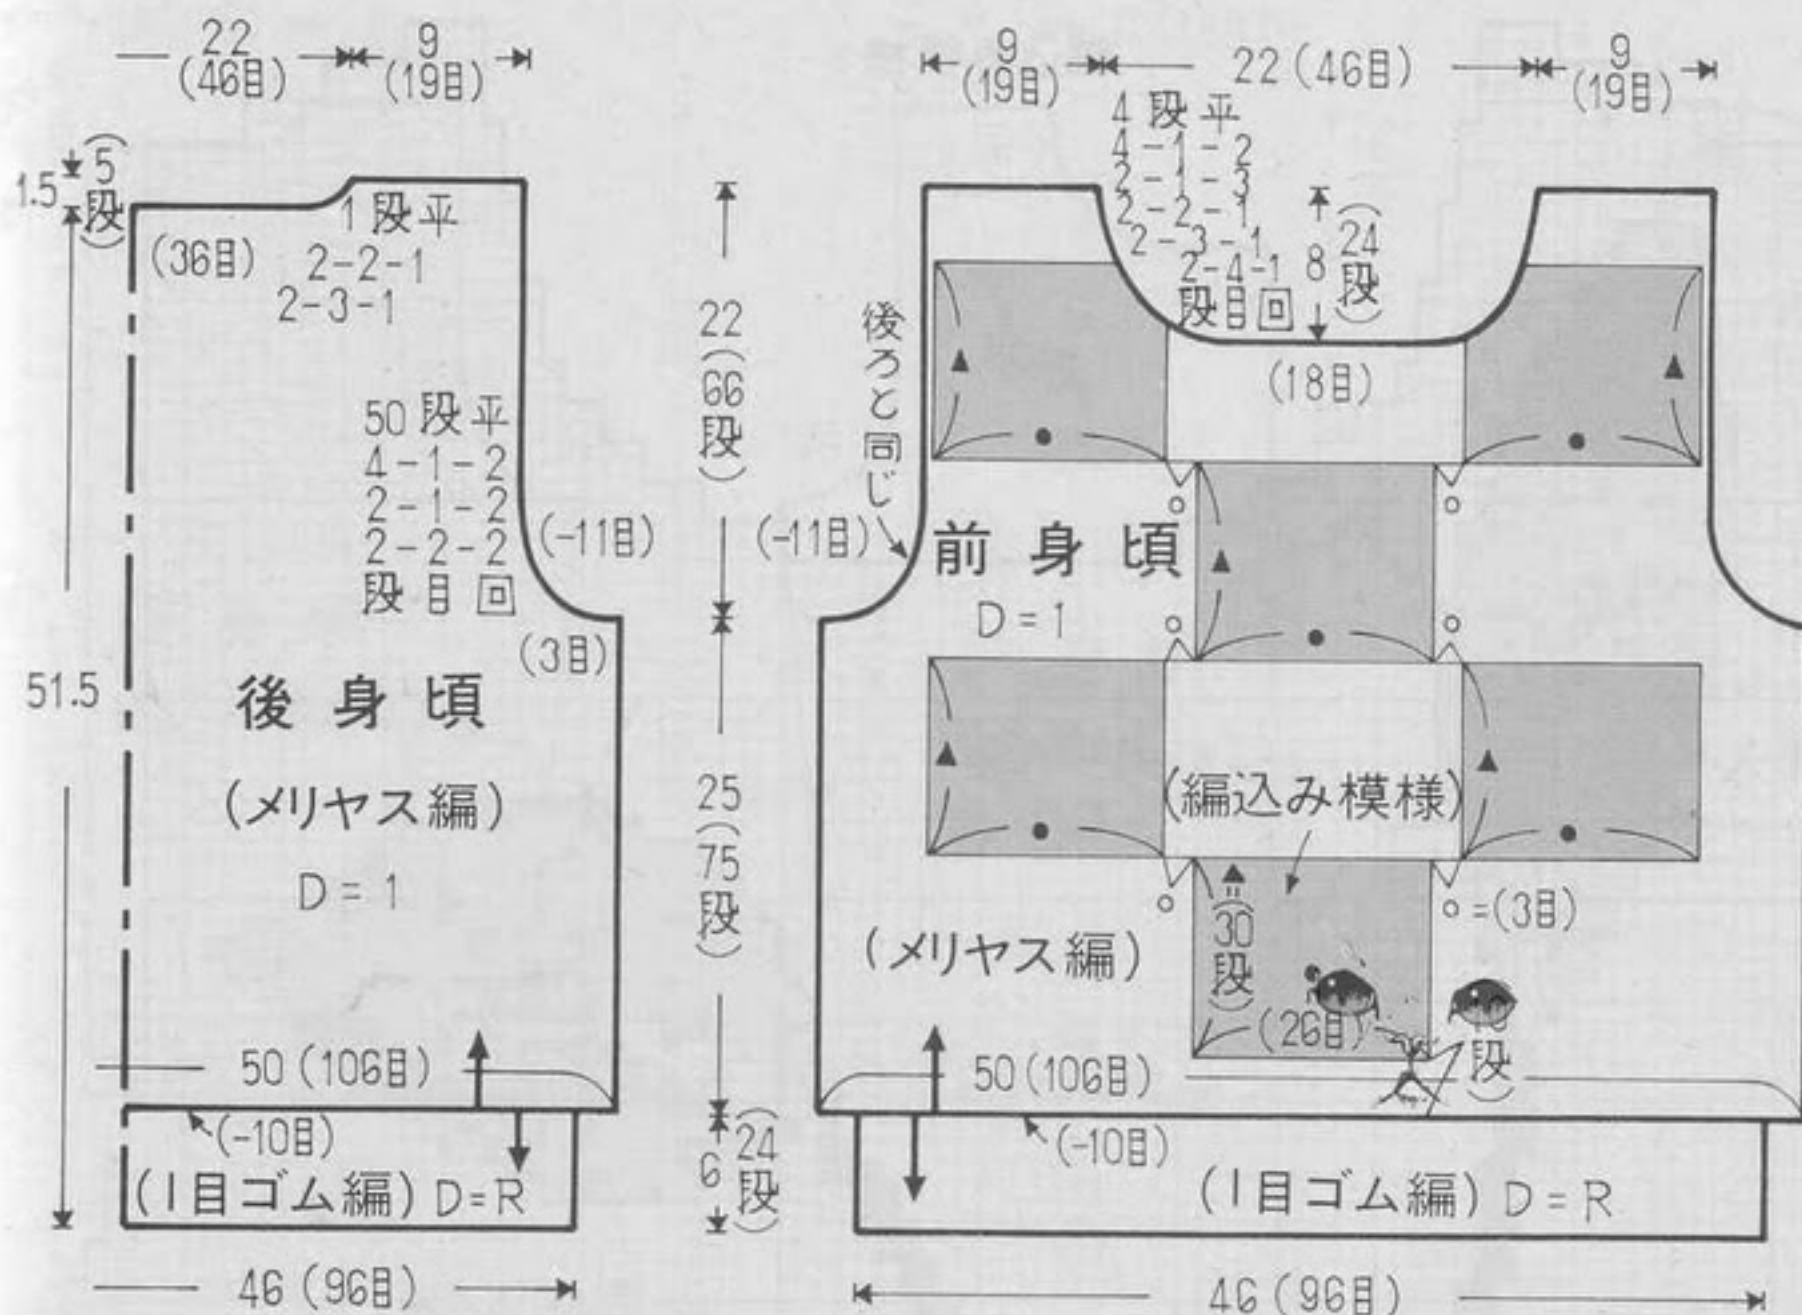 22
(46目)
9
(19目)
1.5
(5段)
1段平
2-2-1
2-3-1
(36目)
50段平
4-1-2
2-1-2
2-2-2
段目回
(-11目)
(3目)
51.5
後身頃
(メリヤス編)
D=1
50(106目)
(-10目)
(1目ゴム編) D=R
46(96目)
22(66段)
25(75段)
6(24段)
9
(19目)
22(46目)
9
(19目)
4段平
4-1-2
2-1-3
2-2-1
2-3-1
2-4-1
段目回
8(24段)
(18目)
後ろと同じ
(-11目)
前身頃
D=1
(編込み模様)
▲=(30段)
○=(3目)
(メリヤス編)
(26目)
段)
50(106目)
(-10目)
(1目ゴム編) D=R
46(96目)